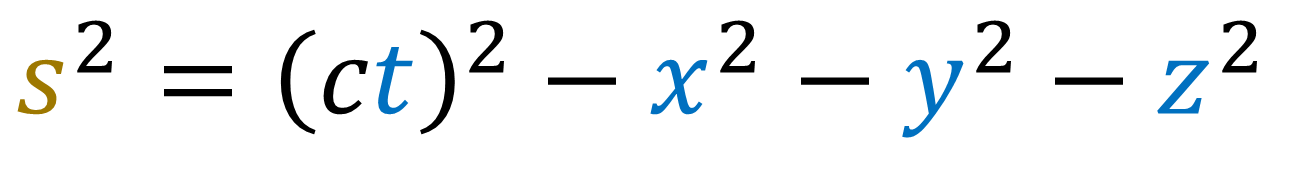 s² = (ct)² − x² − y² − z²